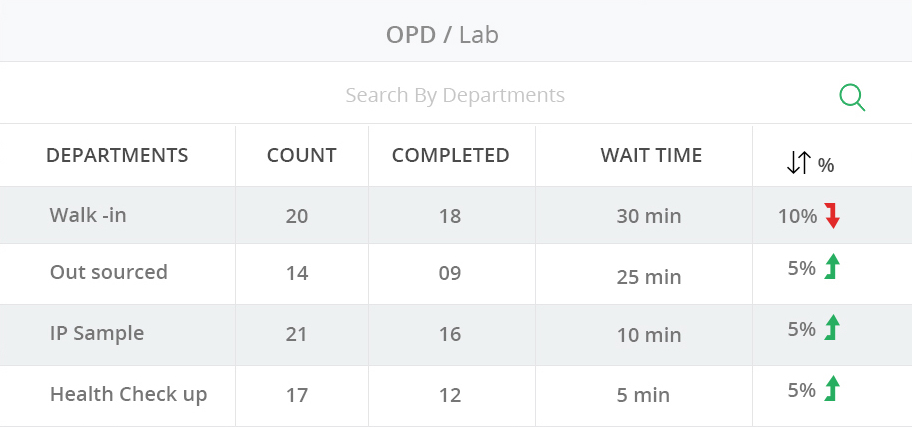 OPD / Lab
Search By Departments
DEPARTMENTS COUNT COMPLETED WAIT TIME %
Walk -in 20 18 30 min 10%
Out sourced 14 09 25 min 5%
IP Sample 21 16 10 min 5%
Health Check up 17 12 5 min 5%